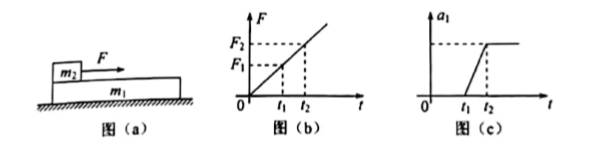 F
m₂
m₁
图（a）
F
F₂
F₁
0
t₁
t₂
t
图（b）
a₁
0
t₁
t₂
t
图（c）